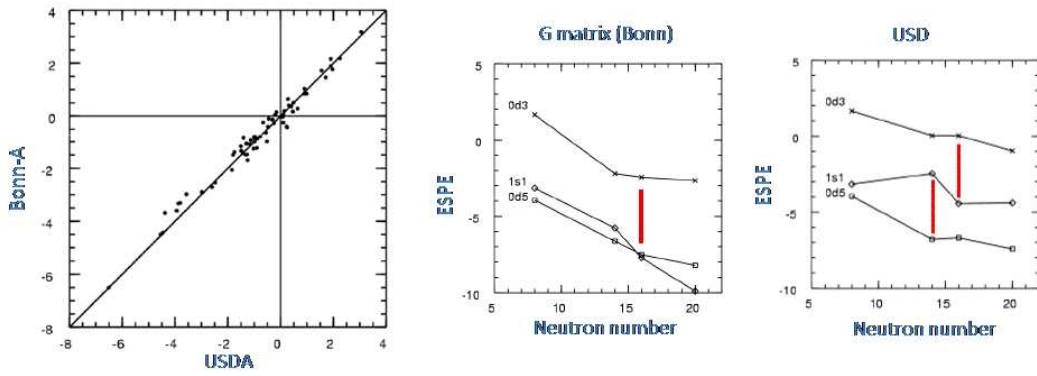 4
2
0
-2
-4
-6
-8
-8 -6 -4 -2 0 2 4
Bonn-A
USDA
G matrix (Bonn)
5
0
-5
-10
5 10 15 20
0d3
1s1
0d5
ESPE
Neutron number
USD
5
0
-5
-10
5 10 15 20
0d3
1s1
0d5
ESPE
Neutron number